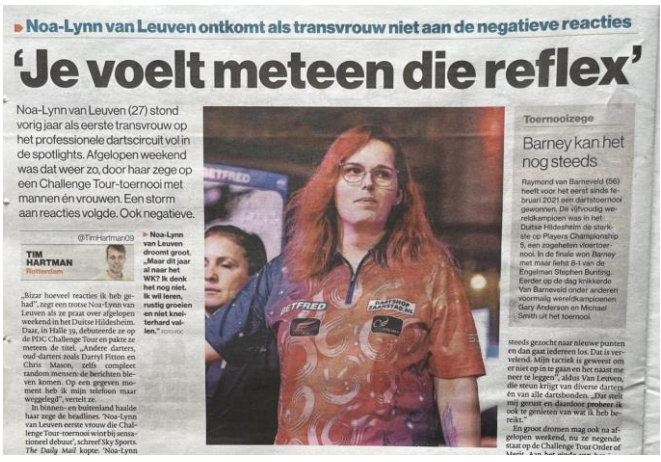 Noa-Lynn van Leuven ontkomt als transvrouw niet aan de negatieve reacties
‘Je voelt meteen die reflex’
Noa-Lynn van Leuven (27) stond
vorig jaar als eerste transvrouw op
het professionele dartscircuit vol in
de spotlights. Afgelopen weekend
was dat weer zo, door haar zege op
een Challenge Tour-toernooi met
mannen én vrouwen. Een storm
aan reacties volgde. Ook negatieve.
@TimHartman09
TIM
HARTMAN
Rotterdam
„Bizar hoeveel reacties ik heb ge-
had”, zegt een trotse Noa-Lynn van
Leuven als ze praat over afgelopen
weekend in het Duitse Hildesheim.
Daar, in Halle 39, debuteerde ze op
de PDC Challenge Tour en pakte ze
meteen de titel. „Andere darters,
oud-darters zoals Darryl Fitton en
Chris Mason, zelfs compleet
random mensen: de berichten ble-
ven komen. Op een gegeven mo-
ment heb ik mijn telefoon maar
weggelegd”, vertelt ze.
In binnen- en buitenland haalde
haar zege de headlines. ‘Noa-Lynn
van Leuven eerste vrouw die Chal-
lenge Tour-toernooi wint bij sensa-
tioneel debuut’, schreef Sky Sports.
The Daily Mail kopte: ‘Noa-Lynn
Noa-Lynn
van Leuven
droomt groot.
„Maar dit jaar
al naar het
WK? Ik denk
het nog niet.
Ik wil leren,
rustig groeien
en niet knei-
terhard val-
len.”
BETFRED
BETFRED
DARTSHOP
ZAANSTAD.NL
Toernooizege
Barney kan het
nog steeds
Raymond van Barneveld (56)
heeft voor het eerst sinds fe-
bruari 2021 een dartstoernooi
gewonnen. De vijfvoudig we-
reldkampioen was in het
Duitse Hildesheim de sterk-
ste op Players Championship
5, een zogeheten vloertoer-
nooi. In de finale won Barney
met maar liefst 8-1 van de
Engelman Stephen Bunting.
Eerder op de dag knikkerde
Van Barneveld onder anderen
voormalig wereldkampioenen
Gary Anderson en Michael
Smith uit het toernooi.
steeds gezocht naar nieuwe punten
en dan gaat iedereen los. Dat is ver-
velend. Mijn tactiek is geweest om
er niet op in te gaan en het naast me
neer te leggen”, aldus Van Leuven,
die steun krijgt van diverse darters
én van alle dartsbonden. „Dat stelt
mij gerust en daardoor probeer ik
ook te genieten van wat ik heb be-
reikt.”
En groot dromen mag ook na af-
gelopen weekend, nu ze negende
staat op de Challenge Tour Order of